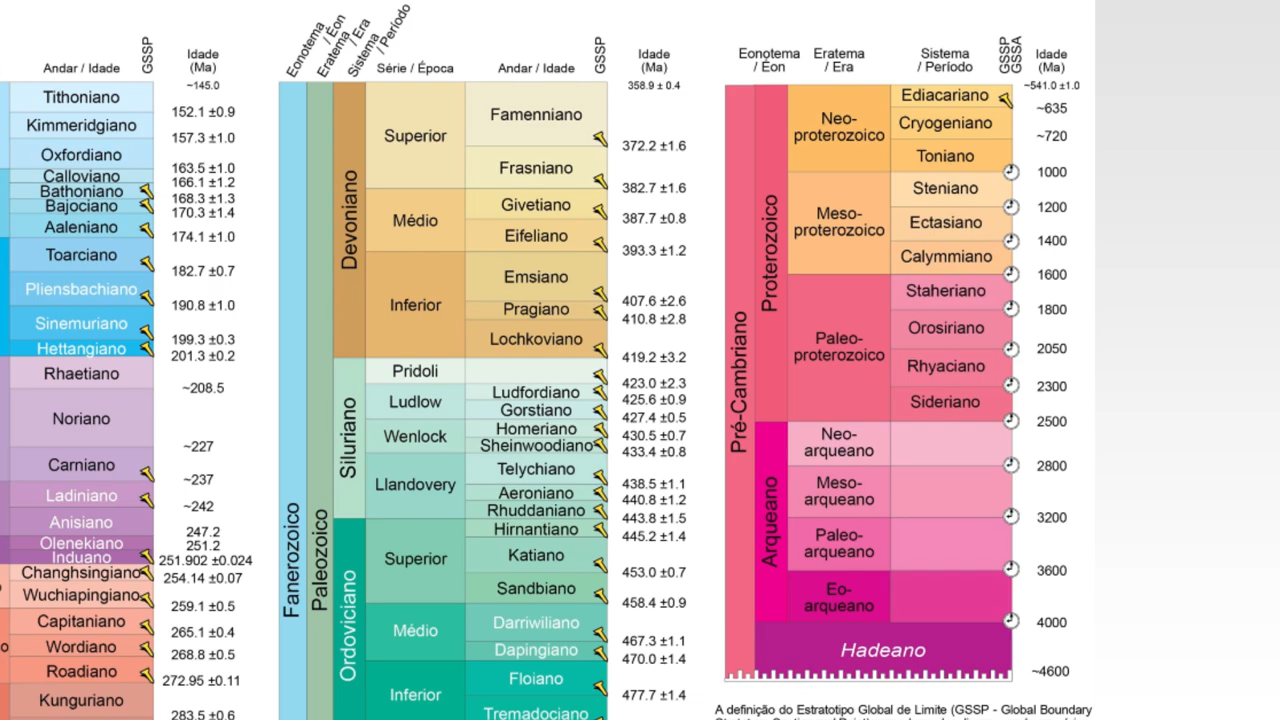 Andar / Idade
GSSP
Idade
(Ma)
~145.0
Tithoniano
152.1 ±0.9
Kimmeridgiano
157.3 ±1.0
Oxfordiano
163.5 ±1.0
Calloviano
166.1 ±1.2
Bathoniano
168.3 ±1.3
Bajociano
170.3 ±1.4
Aaleniano
174.1 ±1.0
Toarciano
182.7 ±0.7
Pliensbachiano
190.8 ±1.0
Sinemuriano
199.3 ±0.3
Hettangiano
201.3 ±0.2
Rhaetiano
~208.5
Noriano
~227
Carniano
~237
Ladiniano
~242
Anisiano
247.2
Olenekiano
251.2
Induano
251.902 ±0.024
Changhsingiano
254.14 ±0.07
Wuchiapingiano
259.1 ±0.5
Capitaniano
265.1 ±0.4
o
Wordiano
268.8 ±0.5
Roadiano
272.95 ±0.11
Kunguriano
283.5 ±0.6
Eonotema / Éon
Eratema / Era
Sistema / Período
Série / Época
Andar / Idade
GSSP
Idade
(Ma)
358.9 ± 0.4
Fanerozoico
Paleozoico
Devoniano
Superior
Famenniano
372.2 ±1.6
Frasniano
382.7 ±1.6
Médio
Givetiano
387.7 ±0.8
Eifeliano
393.3 ±1.2
Inferior
Emsiano
407.6 ±2.6
Pragiano
410.8 ±2.8
Lochkoviano
419.2 ±3.2
Siluriano
Pridoli
423.0 ±2.3
Ludlow
Ludfordiano
425.6 ±0.9
Gorstiano
427.4 ±0.5
Wenlock
Homeriano
430.5 ±0.7
Sheinwoodiano
433.4 ±0.8
Llandovery
Telychiano
438.5 ±1.1
Aeroniano
440.8 ±1.2
Rhuddaniano
443.8 ±1.5
Ordoviciano
Superior
Hirnantiano
445.2 ±1.4
Katiano
453.0 ±0.7
Sandbiano
458.4 ±0.9
Médio
Darriwiliano
467.3 ±1.1
Dapingiano
470.0 ±1.4
Inferior
Floiano
477.7 ±1.4
Tremadociano
Eonotema
/ Éon
Eratema
/ Era
Sistema
/ Período
GSSP
GSSA
Idade
(Ma)
~541.0 ±1.0
Pré-Cambriano
Proterozoico
Neo-
proterozoico
Ediacariano
~635
Cryogeniano
~720
Toniano
1000
Meso-
proterozoico
Steniano
1200
Ectasiano
1400
Calymmiano
1600
Paleo-
proterozoico
Staheriano
1800
Orosiriano
2050
Rhyaciano
2300
Sideriano
2500
Arqueano
Neo-
arqueano
2800
Meso-
arqueano
3200
Paleo-
arqueano
3600
Eo-
arqueano
4000
Hadeano
~4600
A definição do Estratotipo Global de Limite (GSSP - Global Boundary